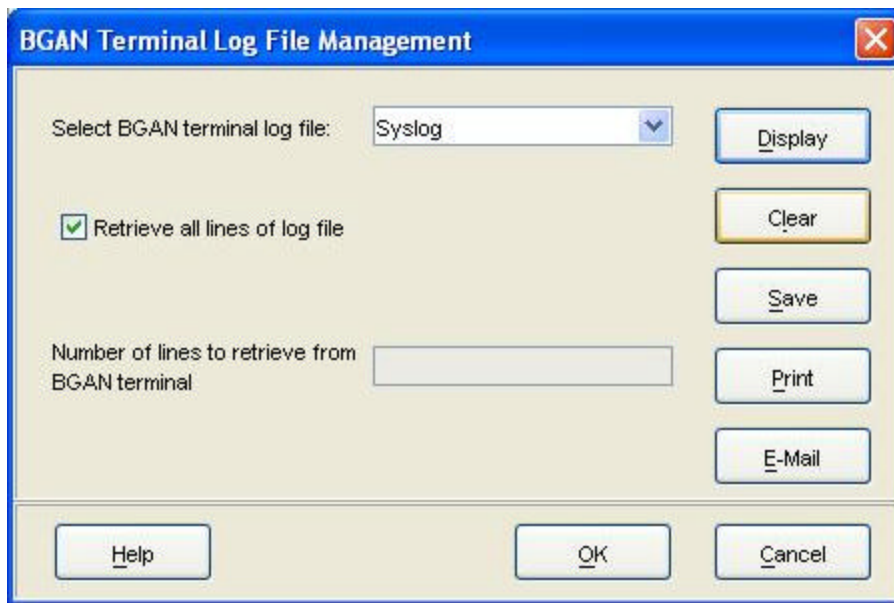 BGAN Terminal Log File Management
Select BGAN terminal log file:
Syslog
Display
Retrieve all lines of log file
Clear
Save
Number of lines to retrieve from
BGAN terminal
Print
E-Mail
Help
OK
Cancel